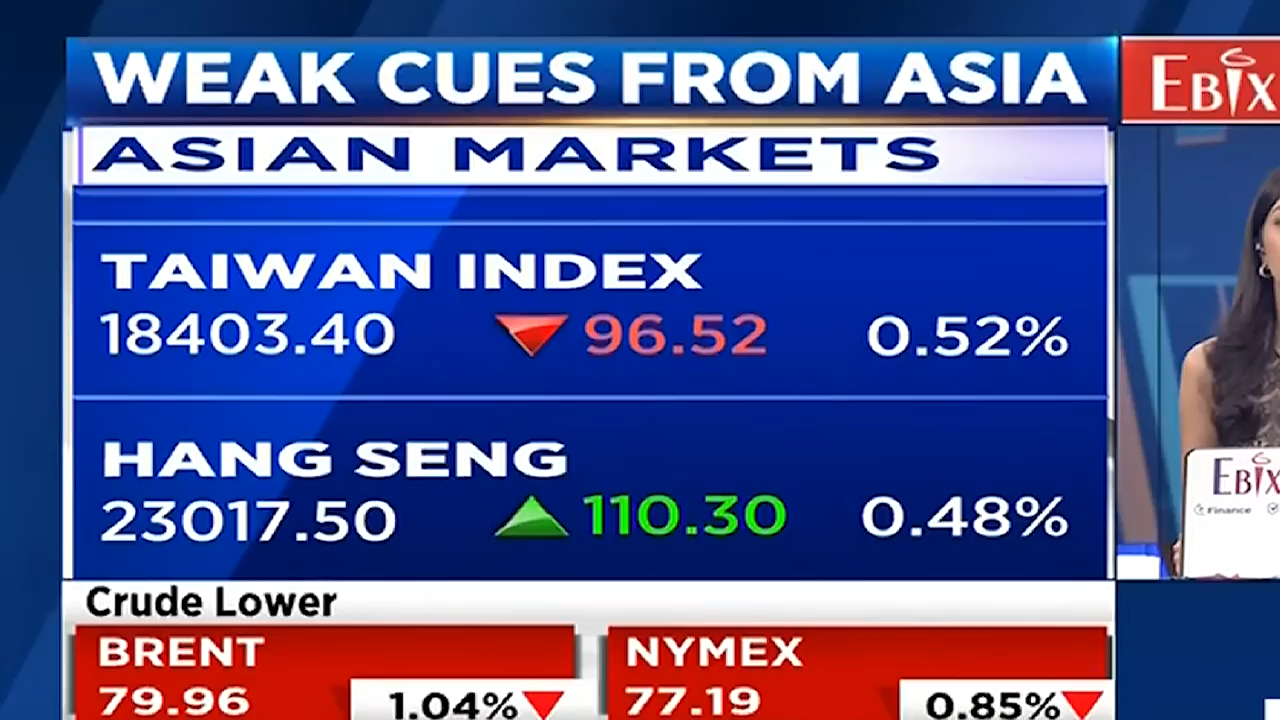 WEAK CUES FROM ASIA
EBIX
ASIAN MARKETS
TAIWAN INDEX
18403.40 ▼ 96.52 0.52%
HANG SENG
23017.50 ▲ 110.30 0.48%
EBIX
Finance
Crude Lower
BRENT
79.96 1.04% ▼
NYMEX
77.19 0.85% ▼